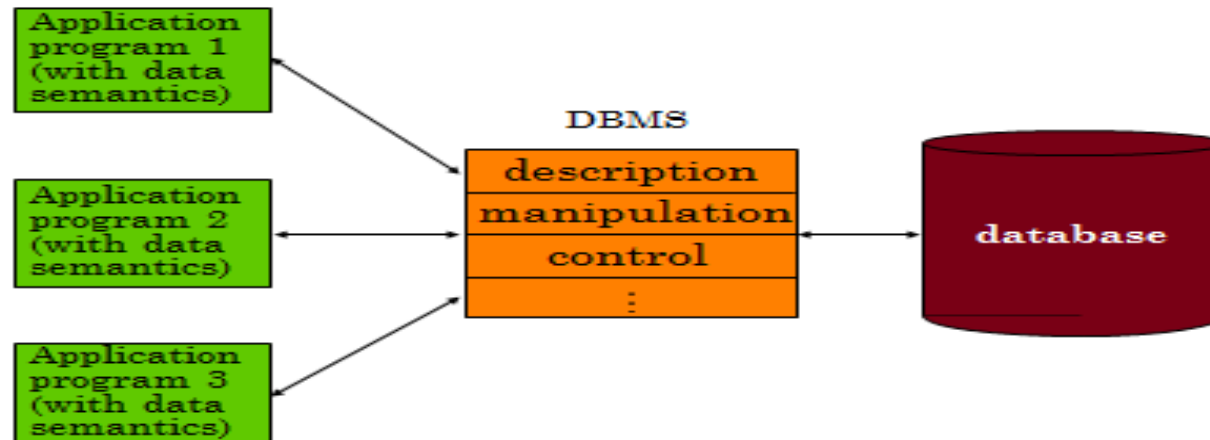 Application
program 1
(with data
semantics)
DBMS
description
manipulation
control
⋮
database
Application
program 2
(with data
semantics)
Application
program 3
(with data
semantics)